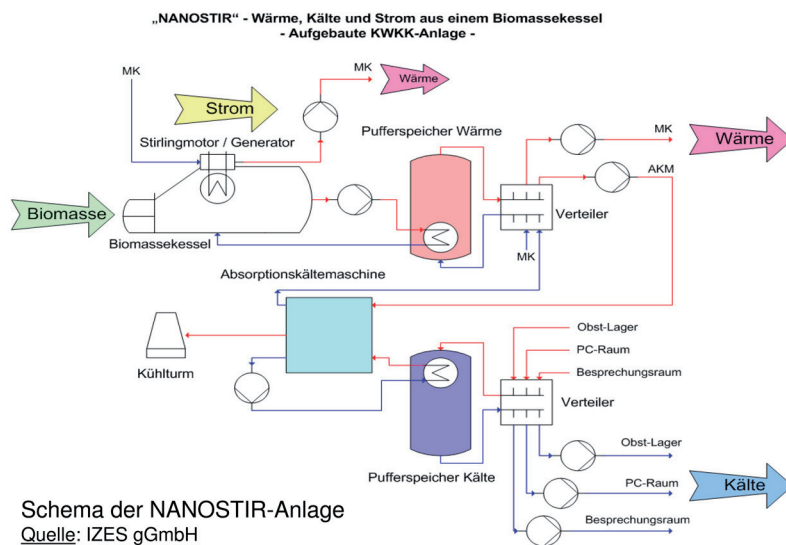 „NANOSTIR“ - Wärme, Kälte und Strom aus einem Biomassekessel
- Aufgebaute KWKK-Anlage -
MK
Strom
MK
Wärme
Stirlingmotor / Generator
Pufferspeicher Wärme
MK
Wärme
AKM
Biomasse
Verteiler
Biomassekessel
MK
Absorptionskältemaschine
Obst-Lager
PC-Raum
Kühlturm
Besprechungsraum
Verteiler
Obst-Lager
Pufferspeicher Kälte
PC-Raum
Kälte
Besprechungsraum
Schema der NANOSTIR-Anlage
Quelle: IZES gGmbH